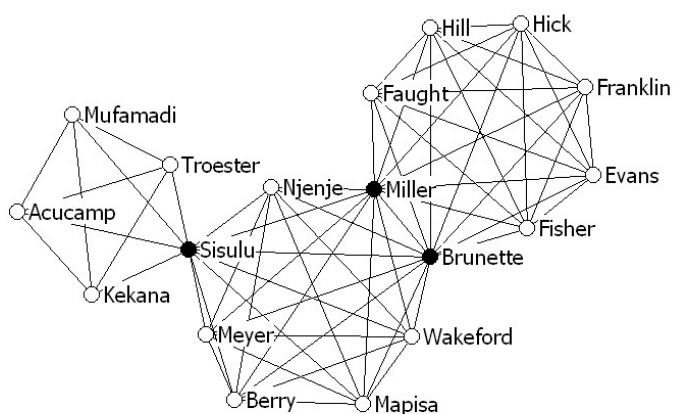 Hill
Hick
Faught
Franklin
Mufamadi
Troester
Evans
Njenje
Miller
Acucamp
Fisher
Sisulu
Brunette
Kekana
Meyer
Wakeford
Berry
Mapisa